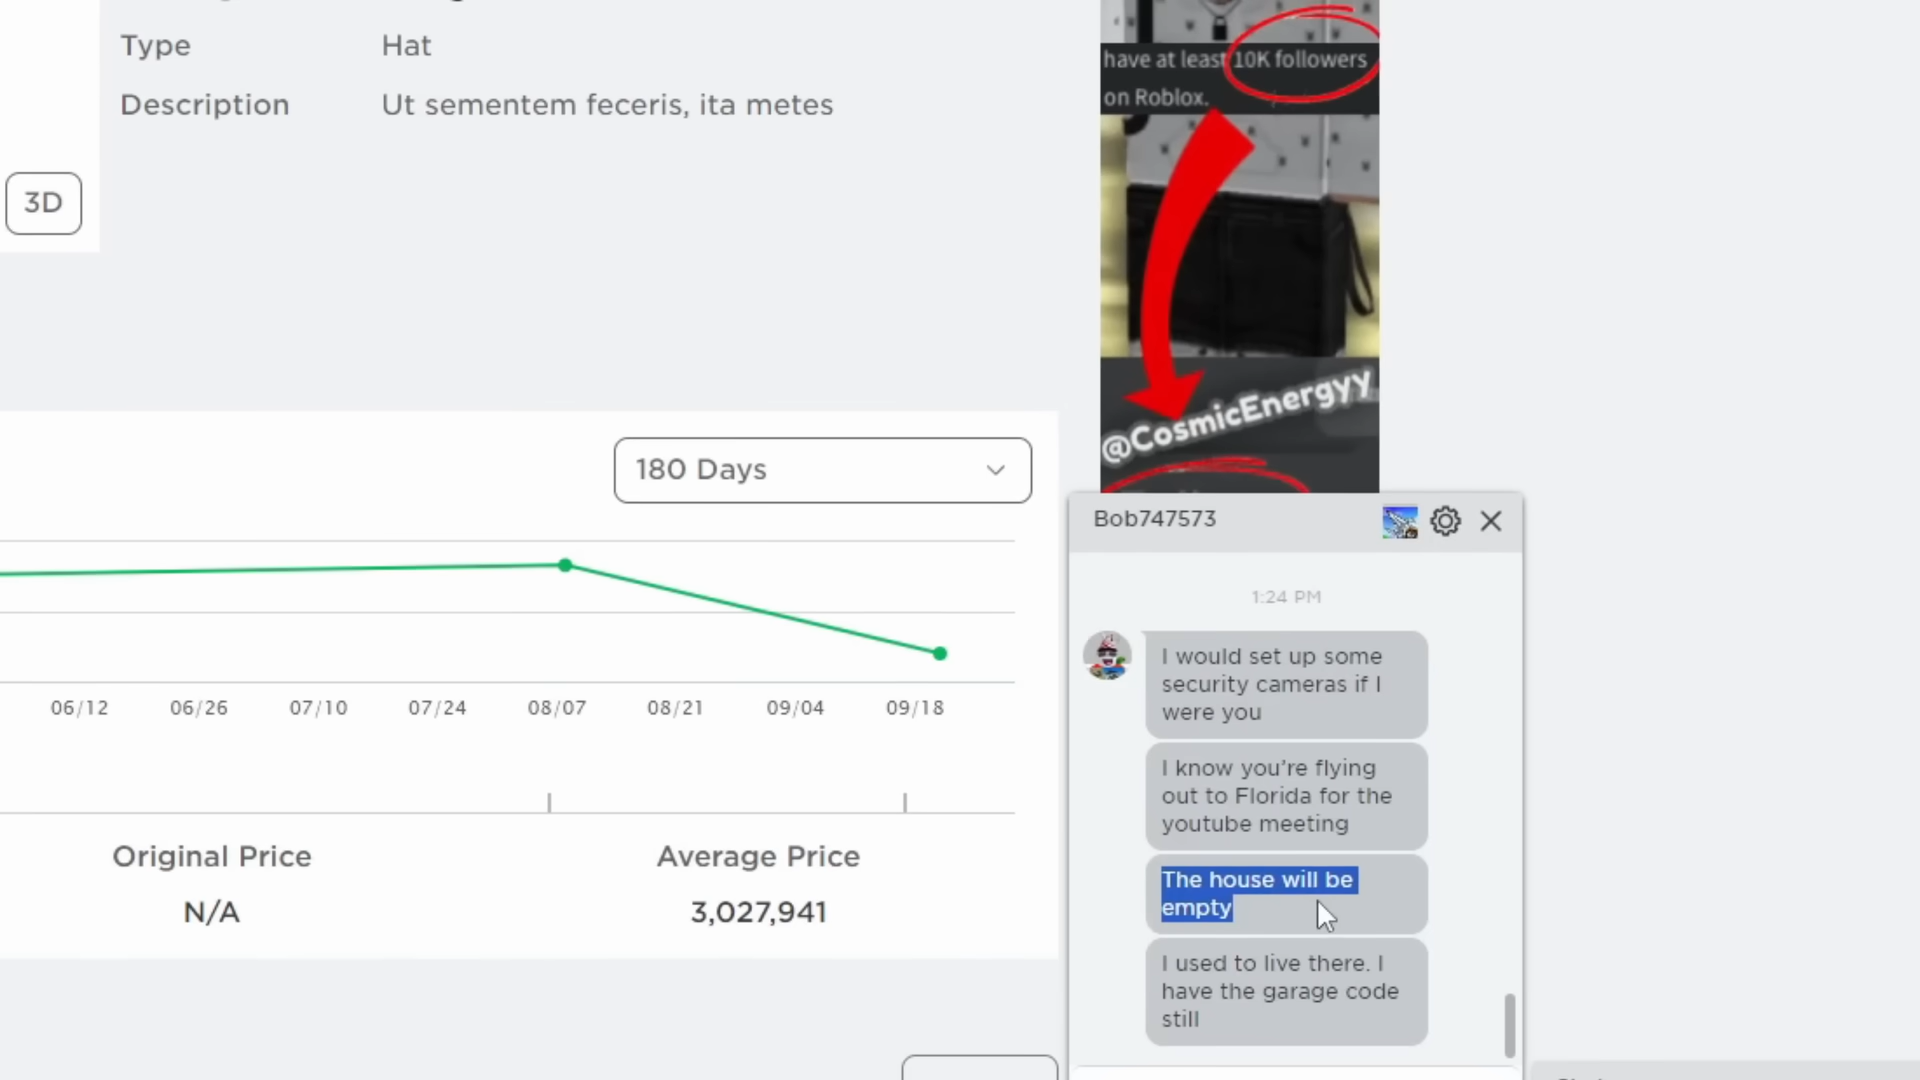 Type
Hat
Description
Ut sementem feceris, ita metes
3D
have at least 10K followers
on Roblox.
@CosmicEnergyy
180 Days
06/12
06/26
07/10
07/24
08/07
08/21
09/04
09/18
Original Price
Average Price
N/A
3,027,941
Bob747573
1:24 PM
I would set up some
security cameras if I
were you
I know you're flying
out to Florida for the
youtube meeting
The house will be
empty
I used to live there. I
have the garage code
still